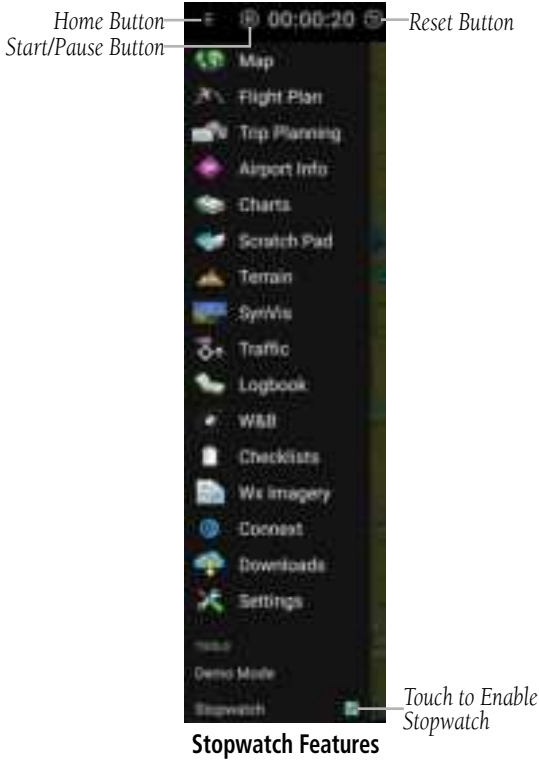 Home Button
00:00:20
Reset Button
Start/Pause Button
Map
Flight Plan
Trip Planning
Airport Info
Charts
Scratch Pad
Terrain
SynVis
Traffic
Logbook
W&B
Checklists
Wx Imagery
Connext
Downloads
Settings
TOOLS
Demo Mode
Stopwatch
Touch to Enable
Stopwatch
Stopwatch Features